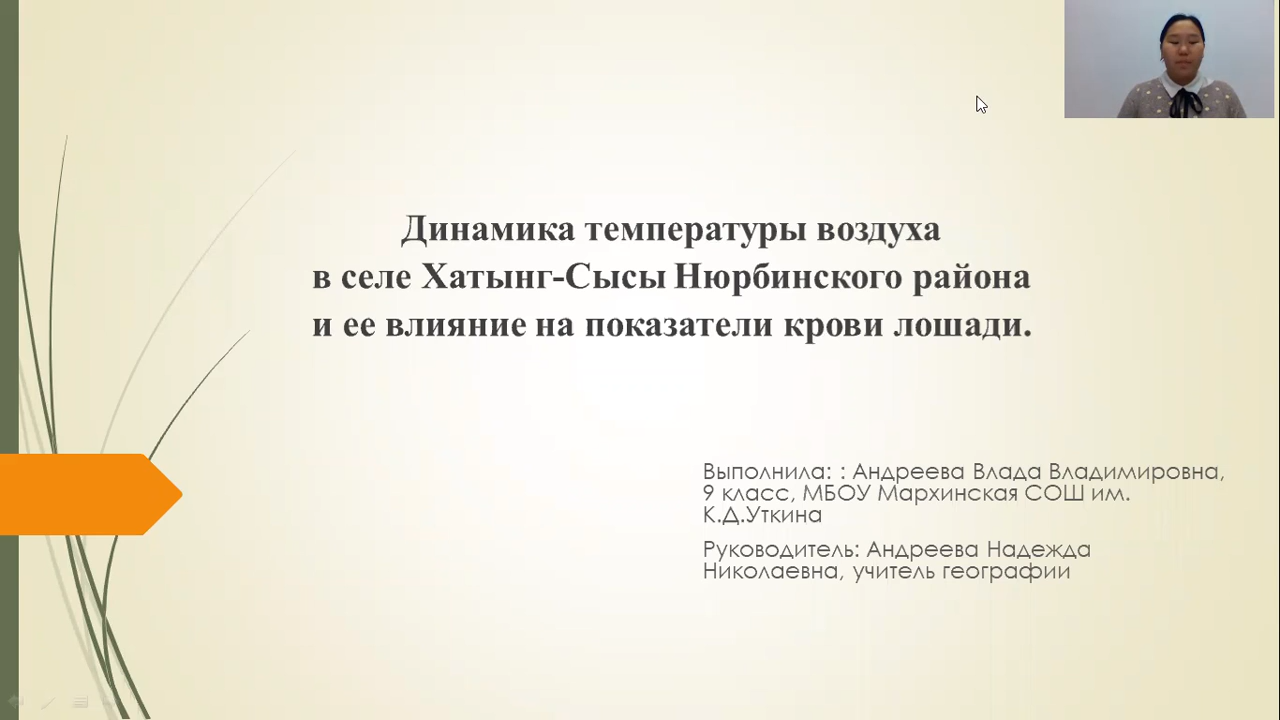 Динамика температуры воздуха
в селе Хатынг-Сысы Нюрбинского района
и ее влияние на показатели крови лошади.
Выполнила: : Андреева Влада Владимировна,
9 класс, МБОУ Мархинская СОШ им.
К.Д.Уткина
Руководитель: Андреева Надежда
Николаевна, учитель географии